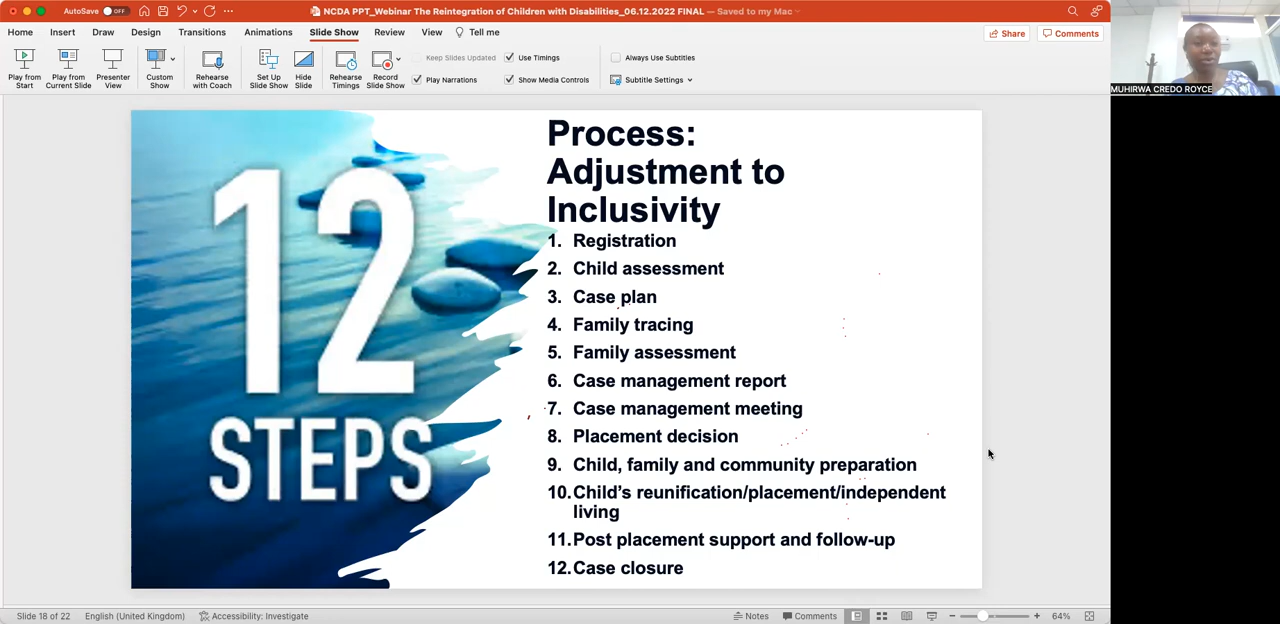 AutoSave OFF
NCDA PPT_Webinar The Reintegration of Children with Disabilities_06.12.2022 FINAL — Saved to my Mac
Home Insert Draw Design Transitions Animations Slide Show Review View Tell me
Share Comments
Play from Start
Play from Current Slide
Presenter View
Custom Show
Rehearse with Coach
Set Up Slide Show
Hide Slide
Rehearse Timings
Record Slide Show
Keep Slides Updated
Use Timings
Play Narrations
Show Media Controls
Always Use Subtitles
Subtitle Settings
MUHIRWA CREDO ROYCE
12
STEPS
Process:
Adjustment to
Inclusivity
1. Registration
2. Child assessment
3. Case plan
4. Family tracing
5. Family assessment
6. Case management report
7. Case management meeting
8. Placement decision
9. Child, family and community preparation
10. Child's reunification/placement/independent
living
11. Post placement support and follow-up
12. Case closure
Slide 18 of 22 English (United Kingdom) Accessibility: Investigate
Notes Comments 64%